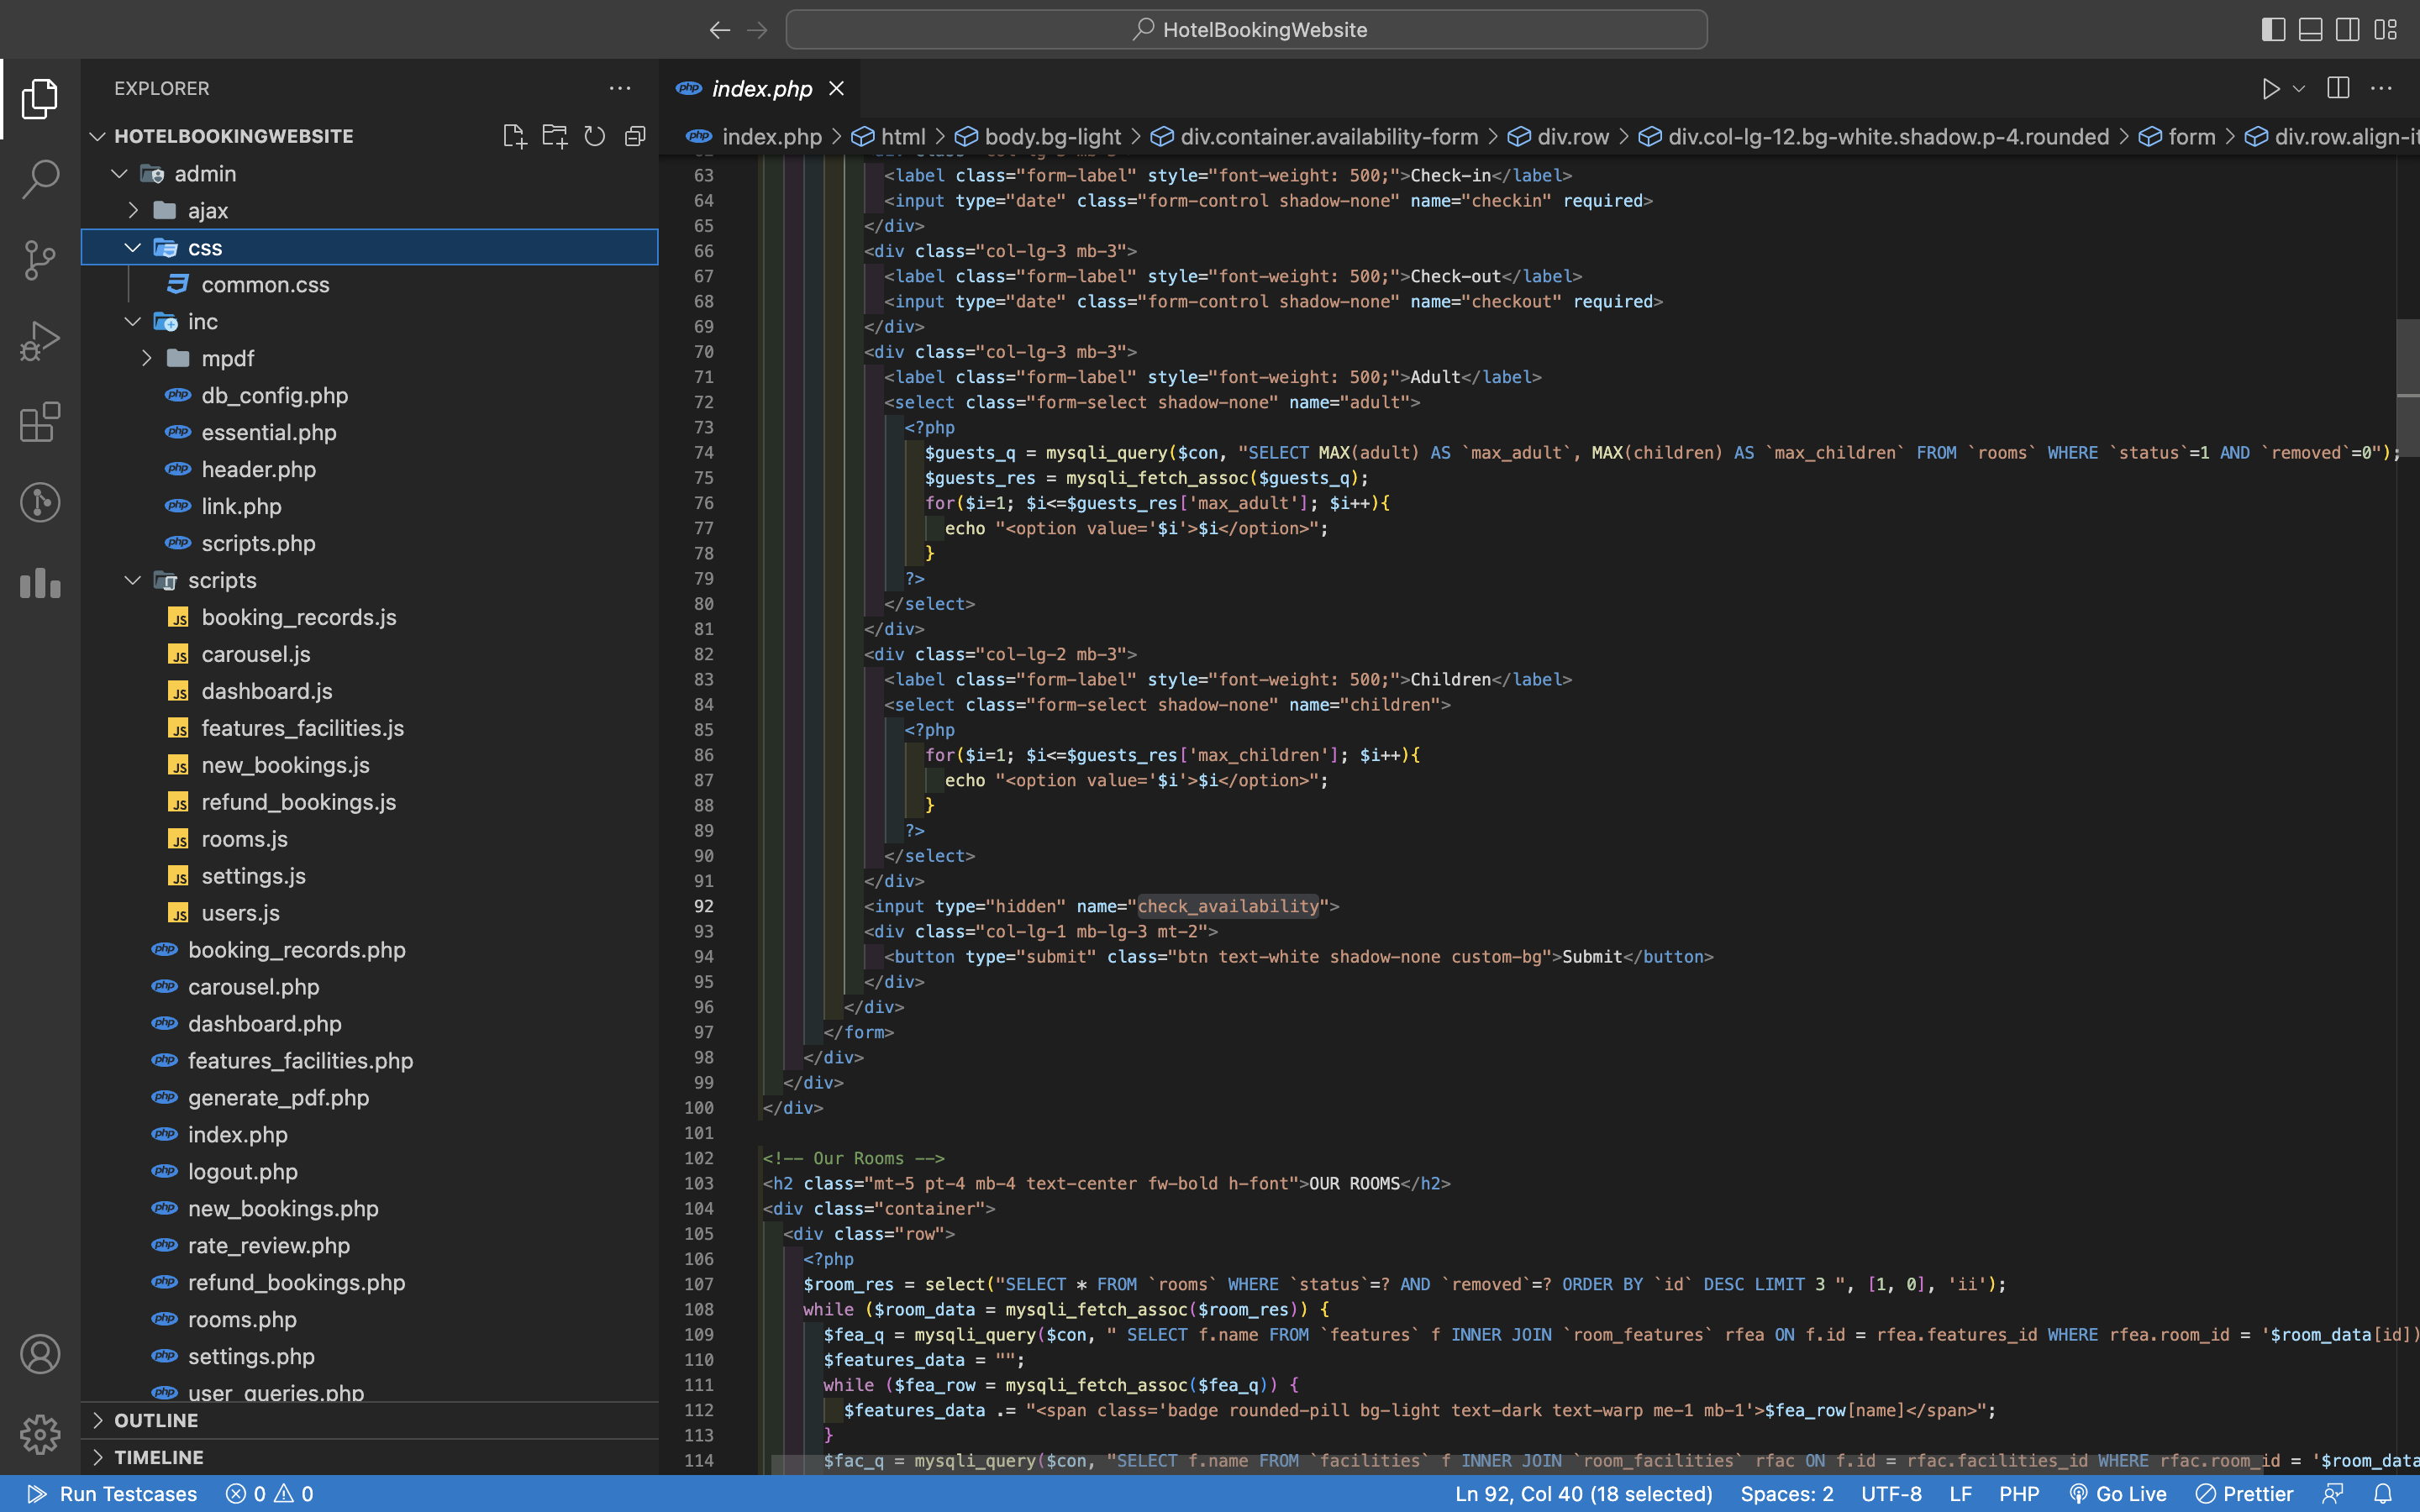 HotelBookingWebsite
EXPLORER
HOTELBOOKINGWEBSITE
admin
ajax
css
common.css
inc
mpdf
db_config.php
essential.php
header.php
link.php
scripts.php
scripts
booking_records.js
carousel.js
dashboard.js
features_facilities.js
new_bookings.js
refund_bookings.js
rooms.js
settings.js
users.js
booking_records.php
carousel.php
dashboard.php
features_facilities.php
generate_pdf.php
index.php
logout.php
new_bookings.php
rate_review.php
refund_bookings.php
rooms.php
settings.php
user_queries.php
OUTLINE
TIMELINE
php index.php
index.php > html > body.bg-light > div.container.availability-form > div.row > div.col-lg-12.bg-white.shadow.p-4.rounded > form > div.row.align-it
63 <label class="form-label" style="font-weight: 500;">Check-in</label>
64 <input type="date" class="form-control shadow-none" name="checkin" required>
65 </div>
66 <div class="col-lg-3 mb-3">
67 <label class="form-label" style="font-weight: 500;">Check-out</label>
68 <input type="date" class="form-control shadow-none" name="checkout" required>
69 </div>
70 <div class="col-lg-3 mb-3">
71 <label class="form-label" style="font-weight: 500;">Adult</label>
72 <select class="form-select shadow-none" name="adult">
73 <?php
74 $guests_q = mysqli_query($con, "SELECT MAX(adult) AS `max_adult`, MAX(children) AS `max_children` FROM `rooms` WHERE `status`=1 AND `removed`=0");
75 $guests_res = mysqli_fetch_assoc($guests_q);
76 for($i=1; $i<=$guests_res['max_adult']; $i++){
77 echo "<option value='$i'>$i</option>";
78 }
79 ?>
80 </select>
81 </div>
82 <div class="col-lg-2 mb-3">
83 <label class="form-label" style="font-weight: 500;">Children</label>
84 <select class="form-select shadow-none" name="children">
85 <?php
86 for($i=1; $i<=$guests_res['max_children']; $i++){
87 echo "<option value='$i'>$i</option>";
88 }
89 ?>
90 </select>
91 </div>
92 <input type="hidden" name="check_availability">
93 <div class="col-lg-1 mb-lg-3 mt-2">
94 <button type="submit" class="btn text-white shadow-none custom-bg">Submit</button>
95 </div>
96 </div>
97 </form>
98 </div>
99 </div>
100 </div>
101
102 <!-- Our Rooms -->
103 <h2 class="mt-5 pt-4 mb-4 text-center fw-bold h-font">OUR ROOMS</h2>
104 <div class="container">
105 <div class="row">
106 <?php
107 $room_res = select("SELECT * FROM `rooms` WHERE `status`=? AND `removed`=? ORDER BY `id` DESC LIMIT 3 ", [1, 0], 'ii');
108 while ($room_data = mysqli_fetch_assoc($room_res)) {
109 $fea_q = mysqli_query($con, " SELECT f.name FROM `features` f INNER JOIN `room_features` rfea ON f.id = rfea.features_id WHERE rfea.room_id = '$room_data[id])
110 $features_data = "";
111 while ($fea_row = mysqli_fetch_assoc($fea_q)) {
112 $features_data .= "<span class='badge rounded-pill bg-light text-dark text-warp me-1 mb-1'>$fea_row[name]</span>";
113 }
114 $fac_q = mysqli_query($con, "SELECT f.name FROM `facilities` f INNER JOIN `room_facilities` rfac ON f.id = rfac.facilities_id WHERE rfac.room_id = '$room_data
Run Testcases 0 0 Ln 92, Col 40 (18 selected) Spaces: 2 UTF-8 LF PHP Go Live Prettier